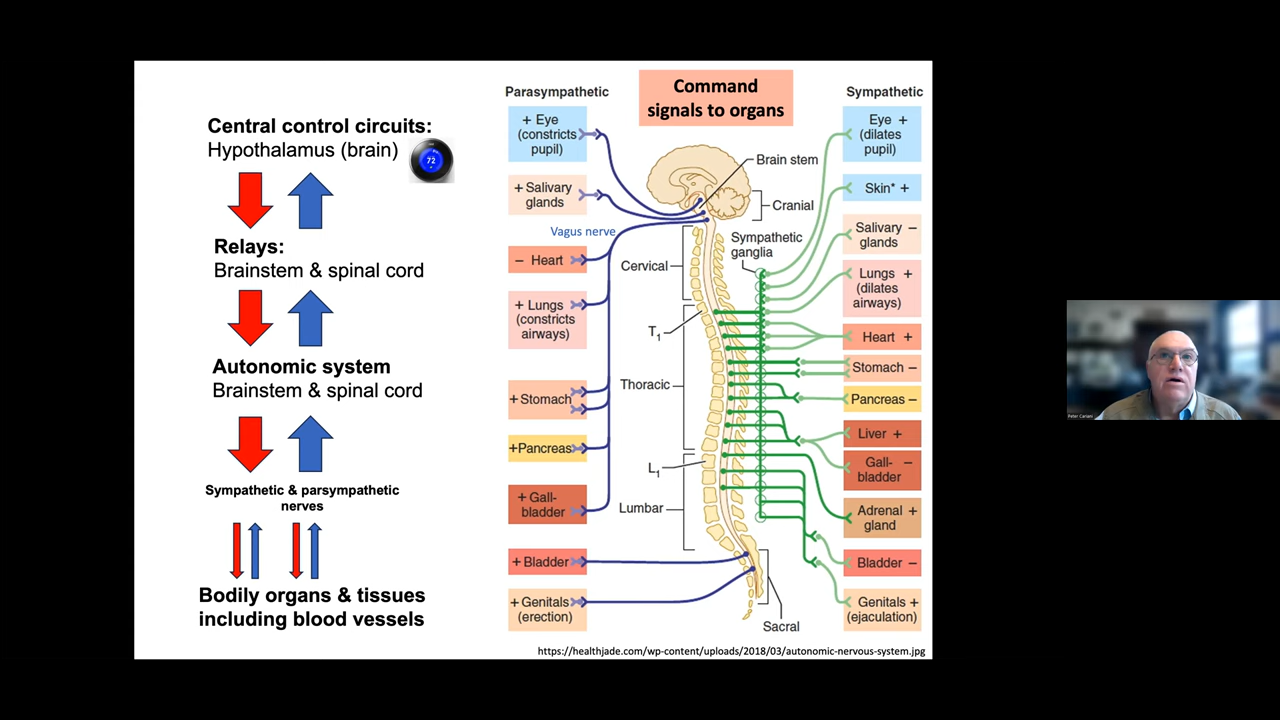 Central control circuits:
Hypothalamus (brain)
72
Relays:
Brainstem & spinal cord
Autonomic system
Brainstem & spinal cord
Sympathetic & parsympathetic
nerves
Bodily organs & tissues
including blood vessels
Command
signals to organs
Parasympathetic
+ Eye
(constricts
pupil)
+ Salivary
glands
Vagus nerve
− Heart
+ Lungs
(constricts
airways)
+ Stomach
+Pancreas
+ Gall-
bladder
+ Bladder
+ Genitals
(erection)
Brain stem
Cranial
Sympathetic
ganglia
Cervical
T1
Thoracic
L1
Lumbar
Sacral
Sympathetic
Eye +
(dilates
pupil)
Skin* +
Salivary −
glands
Lungs +
(dilates
airways)
Heart +
Stomach −
Pancreas −
Liver +
Gall- −
bladder
Adrenal +
gland
Bladder −
Genitals +
(ejaculation)
https://healthjade.com/wp-content/uploads/2018/03/autonomic-nervous-system.jpg
Peter Cariani